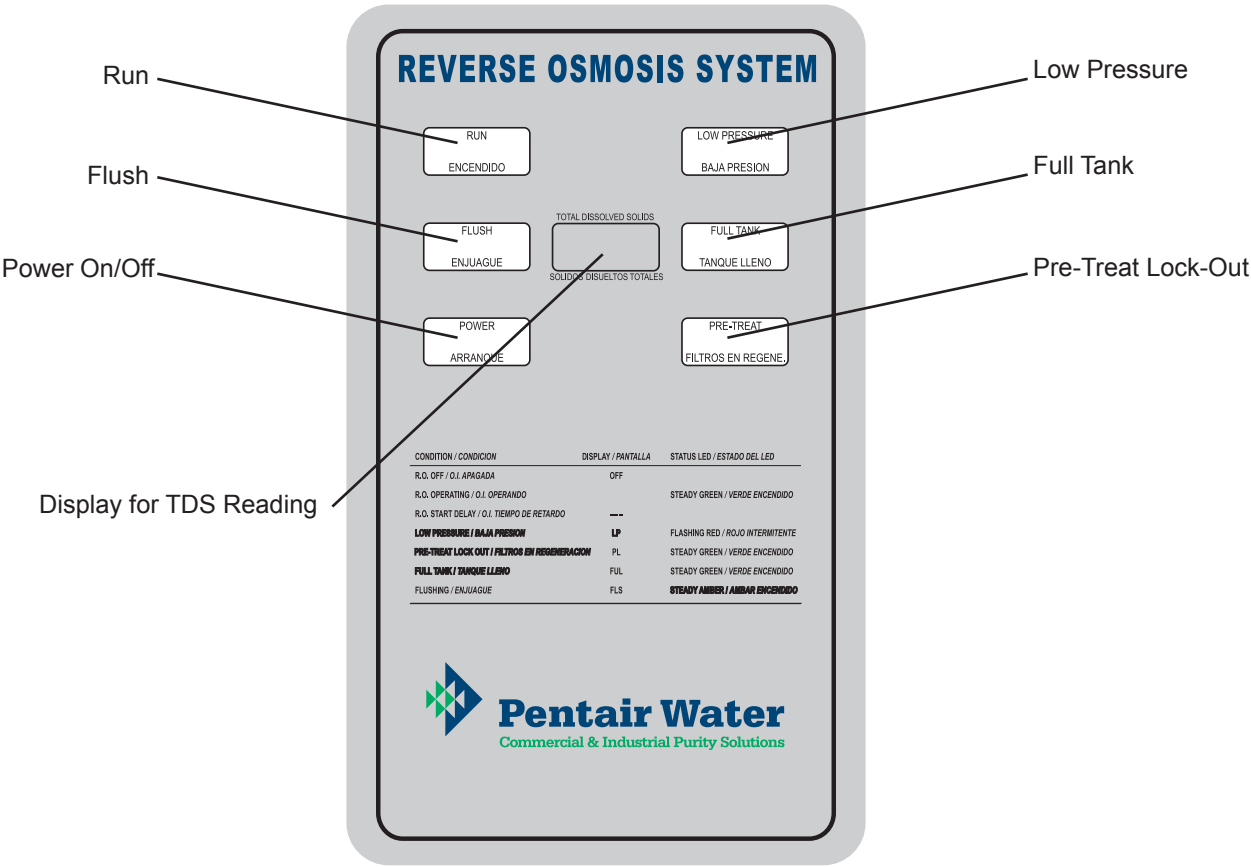 REVERSE OSMOSIS SYSTEM
Run
Low Pressure
RUN
ENCENDIDO
LOW PRESSURE
BAJA PRESION
Flush
Full Tank
FLUSH
ENJUAGUE
TOTAL DISSOLVED SOLIDS
SOLIDOS DISUELTOS TOTALES
FULL TANK
TANQUE LLENO
Power On/Off
Pre-Treat Lock-Out
POWER
ARRANQUE
PRE-TREAT
FILTROS EN REGENE.
Display for TDS Reading
CONDITION / CONDICION DISPLAY / PANTALLA STATUS LED / ESTADO DEL LED
R.O. OFF / O.I. APAGADA OFF
R.O. OPERATING / O.I. OPERANDO STEADY GREEN / VERDE ENCENDIDO
R.O. START DELAY / O.I. TIEMPO DE RETARDO ---
LOW PRESSURE / BAJA PRESION LP FLASHING RED / ROJO INTERMITENTE
PRE-TREAT LOCK OUT / FILTROS EN REGENERACION PL STEADY GREEN / VERDE ENCENDIDO
FULL TANK / TANQUE LLENO FUL STEADY GREEN / VERDE ENCENDIDO
FLUSHING / ENJUAGUE FLS STEADY AMBER / AMBAR ENCENDIDO
Pentair Water
Commercial & Industrial Purity Solutions